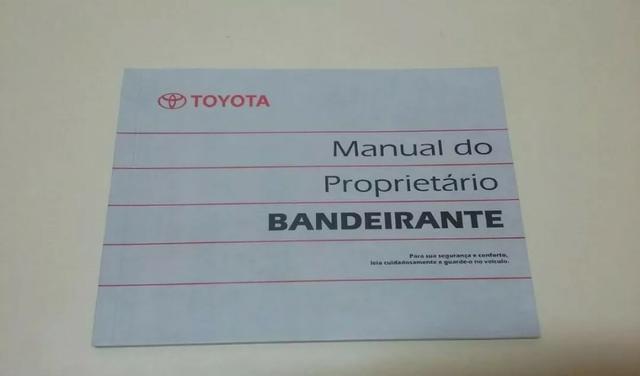 TOYOTA
Manual do
Proprietário
BANDEIRANTE
Para sua segurança e conforto,
leia cuidadosamente e guarde-o no veículo.